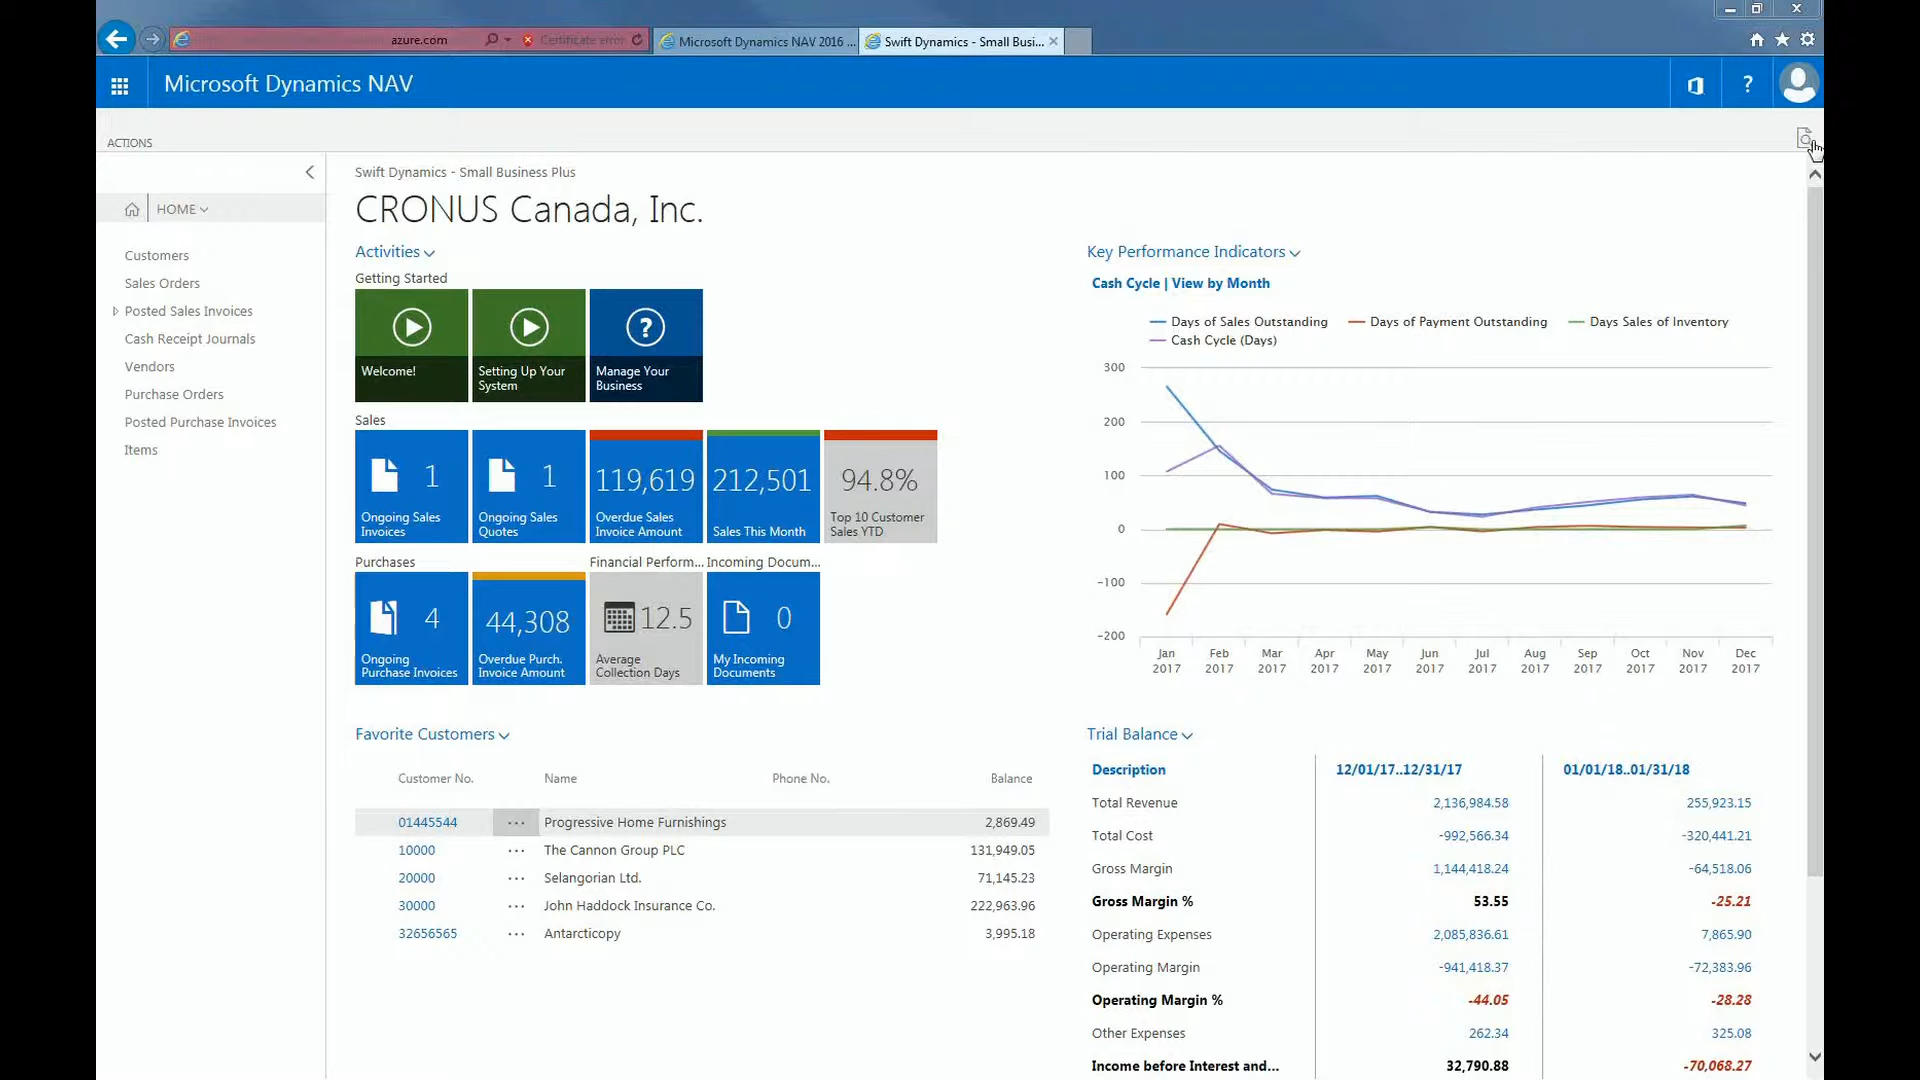 azure.com
Certificate error
Microsoft Dynamics NAV 2016 ...
Swift Dynamics - Small Busi...
Microsoft Dynamics NAV
?
ACTIONS
HOME
Customers
Sales Orders
Posted Sales Invoices
Cash Receipt Journals
Vendors
Purchase Orders
Posted Purchase Invoices
Items
Swift Dynamics - Small Business Plus
CRONUS Canada, Inc.
Activities
Getting Started
Welcome!
Setting Up Your
System
?
Manage Your
Business
Sales
1
Ongoing Sales
Invoices
1
Ongoing Sales
Quotes
119,619
Overdue Sales
Invoice Amount
212,501
Sales This Month
94.8%
Top 10 Customer
Sales YTD
Purchases
Financial Perform...
Incoming Docum...
4
Ongoing
Purchase Invoices
44,308
Overdue Purch.
Invoice Amount
12.5
Average
Collection Days
0
My Incoming
Documents
Key Performance Indicators
Cash Cycle | View by Month
Days of Sales Outstanding Days of Payment Outstanding Days Sales of Inventory
Cash Cycle (Days)
300
200
100
0
-100
-200
Jan Feb Mar Apr May Jun Jul Aug Sep Oct Nov Dec
2017 2017 2017 2017 2017 2017 2017 2017 2017 2017 2017 2017
Favorite Customers
Customer No. Name Phone No. Balance
01445544 ... Progressive Home Furnishings 2,869.49
10000 ... The Cannon Group PLC 131,949.05
20000 ... Selangorian Ltd. 71,145.23
30000 ... John Haddock Insurance Co. 222,963.96
32656565 ... Antarcticopy 3,995.18
Trial Balance
Description 12/01/17..12/31/17 01/01/18..01/31/18
Total Revenue 2,136,984.58 255,923.15
Total Cost -992,566.34 -320,441.21
Gross Margin 1,144,418.24 -64,518.06
Gross Margin % 53.55 -25.21
Operating Expenses 2,085,836.61 7,865.90
Operating Margin -941,418.37 -72,383.96
Operating Margin % -44.05 -28.28
Other Expenses 262.34 325.08
Income before Interest and... 32,790.88 -70,068.27